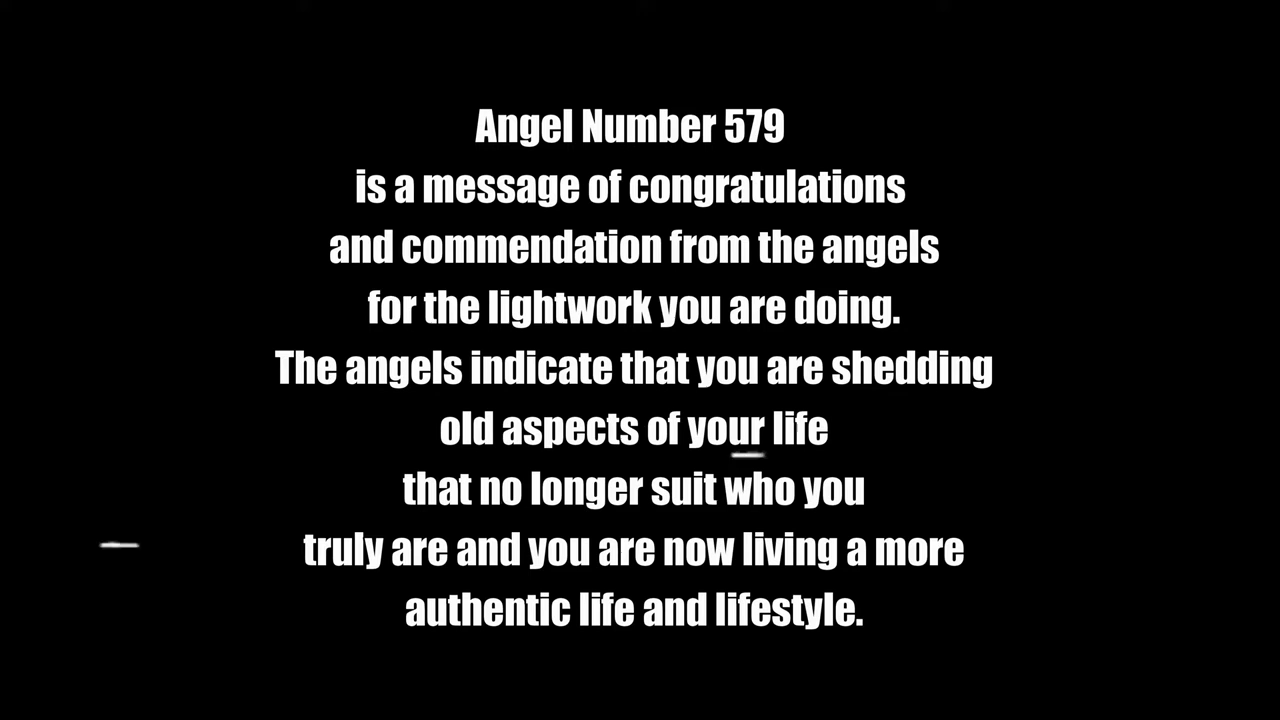 Angel Number 579
is a message of congratulations
and commendation from the angels
for the lightwork you are doing.
The angels indicate that you are shedding
old aspects of your life
that no longer suit who you
truly are and you are now living a more
authentic life and lifestyle.